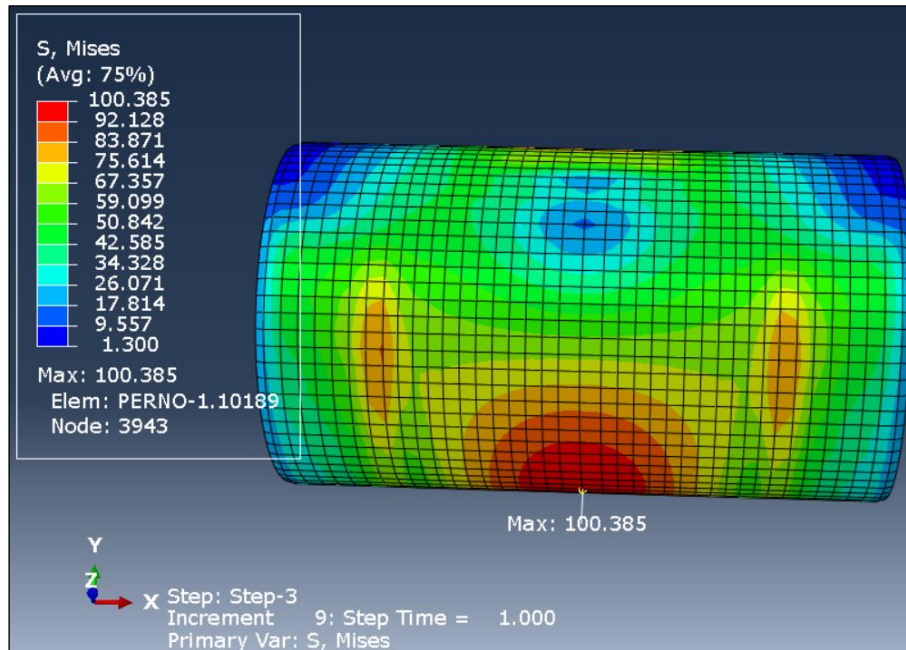 S, Mises
(Avg: 75%)
100.385
92.128
83.871
75.614
67.357
59.099
50.842
42.585
34.328
26.071
17.814
9.557
1.300
Max: 100.385
Elem: PERNO-1.10189
Node: 3943
Max: 100.385
Y
Z
X
Step: Step-3
Increment 9: Step Time = 1.000
Primary Var: S, Mises